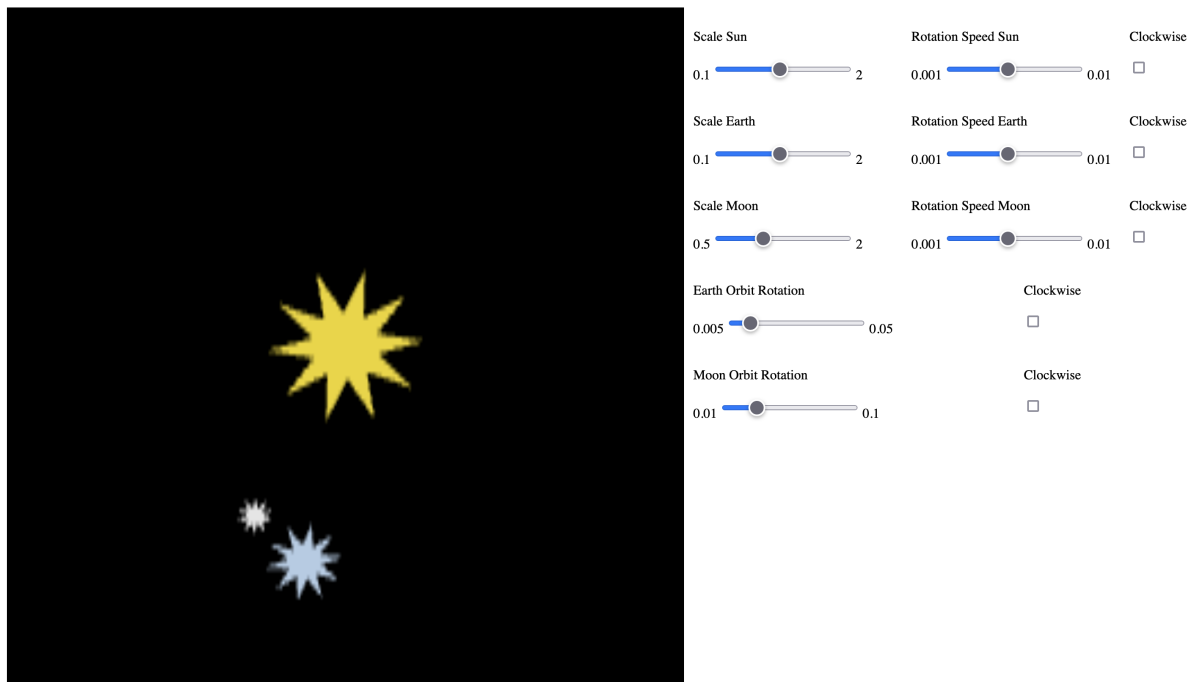 Scale Sun Rotation Speed Sun Clockwise
0.1 2 0.001 0.01
Scale Earth Rotation Speed Earth Clockwise
0.1 2 0.001 0.01
Scale Moon Rotation Speed Moon Clockwise
0.5 2 0.001 0.01
Earth Orbit Rotation Clockwise
0.005 0.05
Moon Orbit Rotation Clockwise
0.01 0.1